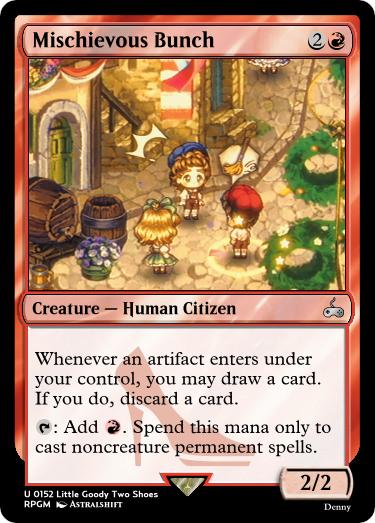 Mischievous Bunch 2
Creature — Human Citizen
Whenever an artifact enters under
your control, you may draw a card.
If you do, discard a card.
: Add . Spend this mana only to
cast noncreature permanent spells.
2/2
U 0152 Little Goody Two Shoes
RPGM ASTRALSHIFT
Denny